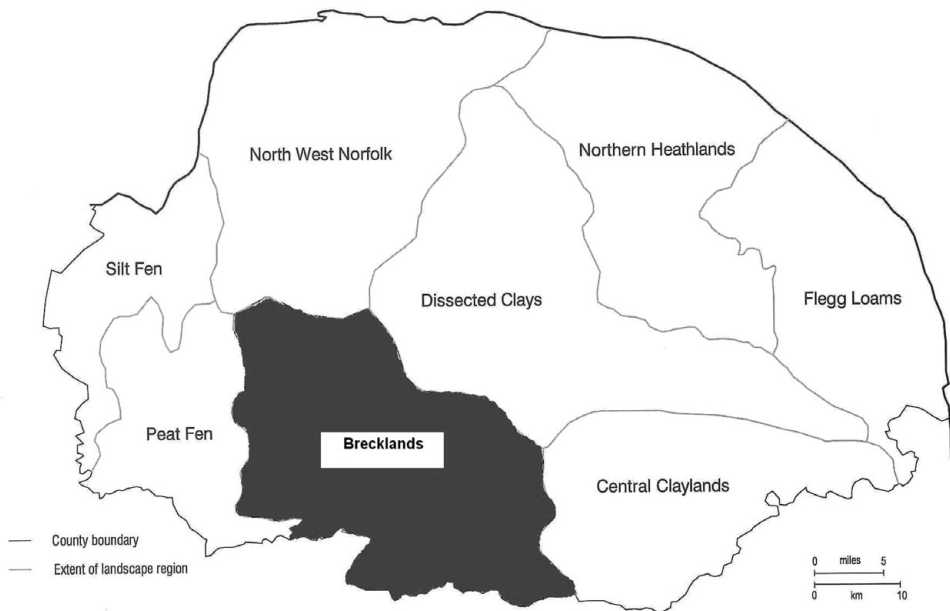 North West Norfolk
Northern Heathlands
Silt Fen
Dissected Clays
Flegg Loams
Peat Fen
Brecklands
Central Claylands
County boundary
Extent of landscape region
0 miles 5
0 km 10